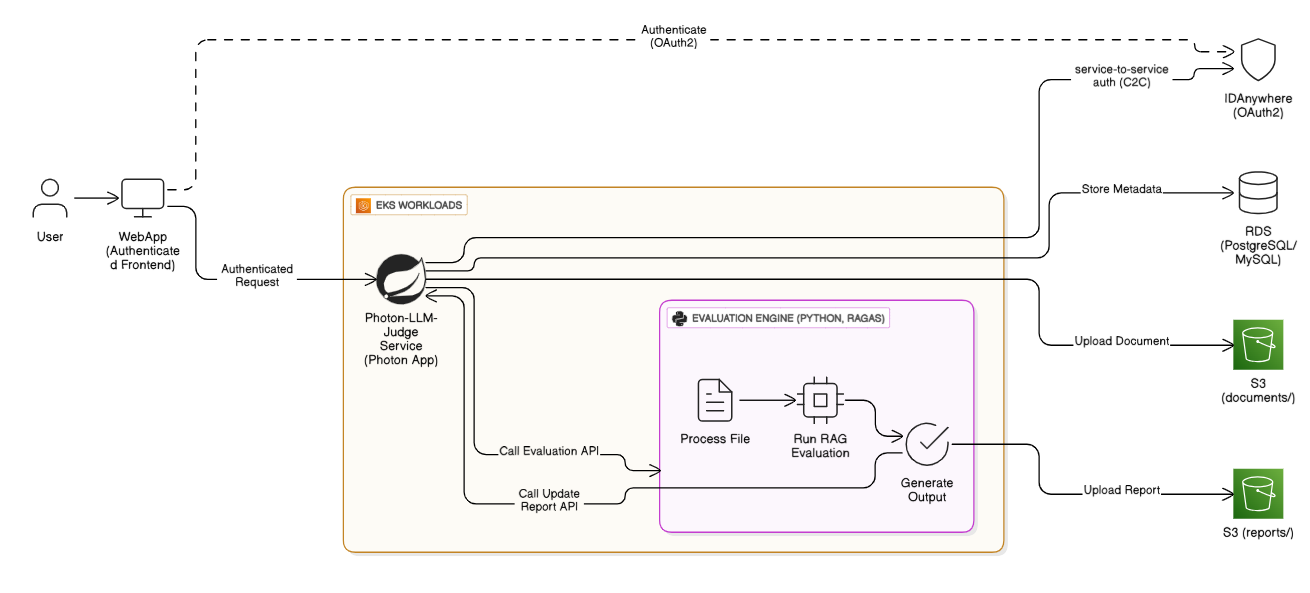 Authenticate
(OAuth2)
service-to-service
auth (C2C)
IDAnywhere
(OAuth2)
User
WebApp
(Authenticate
d Frontend)
Authenticated
Request
EKS WORKLOADS
Photon-LLM-
Judge
Service
(Photon App)
Store Metadata
RDS
(PostgreSQL/
MySQL)
EVALUATION ENGINE (PYTHON, RAGAS)
Upload Document
S3
(documents/)
Process File
Run RAG
Evaluation
Generate
Output
Call Evaluation API
Call Update
Report API
Upload Report
S3 (reports/)